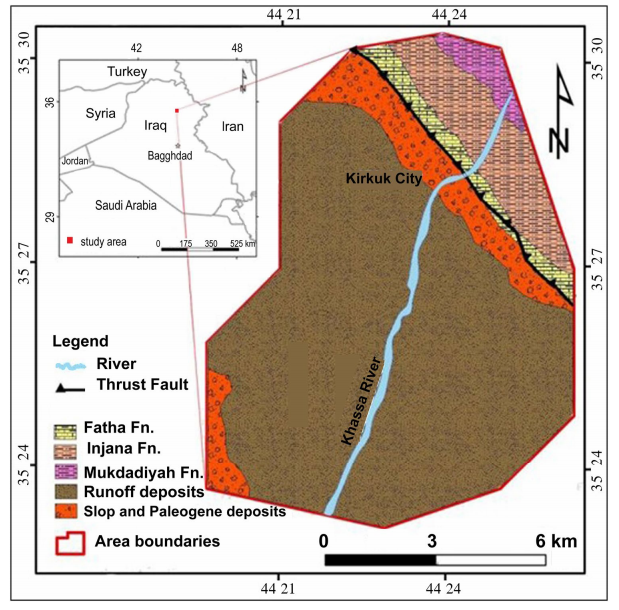 44 21
44 24
35 30
35 30
42
48
36
29
Turkey
Syria
Iraq
Iran
Bagghdad
Jordan
Saudi Arabia
study area
0 175 350 525 km
N
Kirkuk City
35 27
35 27
Khassa River
Legend
River
Thrust Fault
Fatha Fn.
Injana Fn.
Mukdadiyah Fn.
Runoff deposits
Slop and Paleogene deposits
Area boundaries
35 24
35 24
0 3 6 km
44 21
44 24